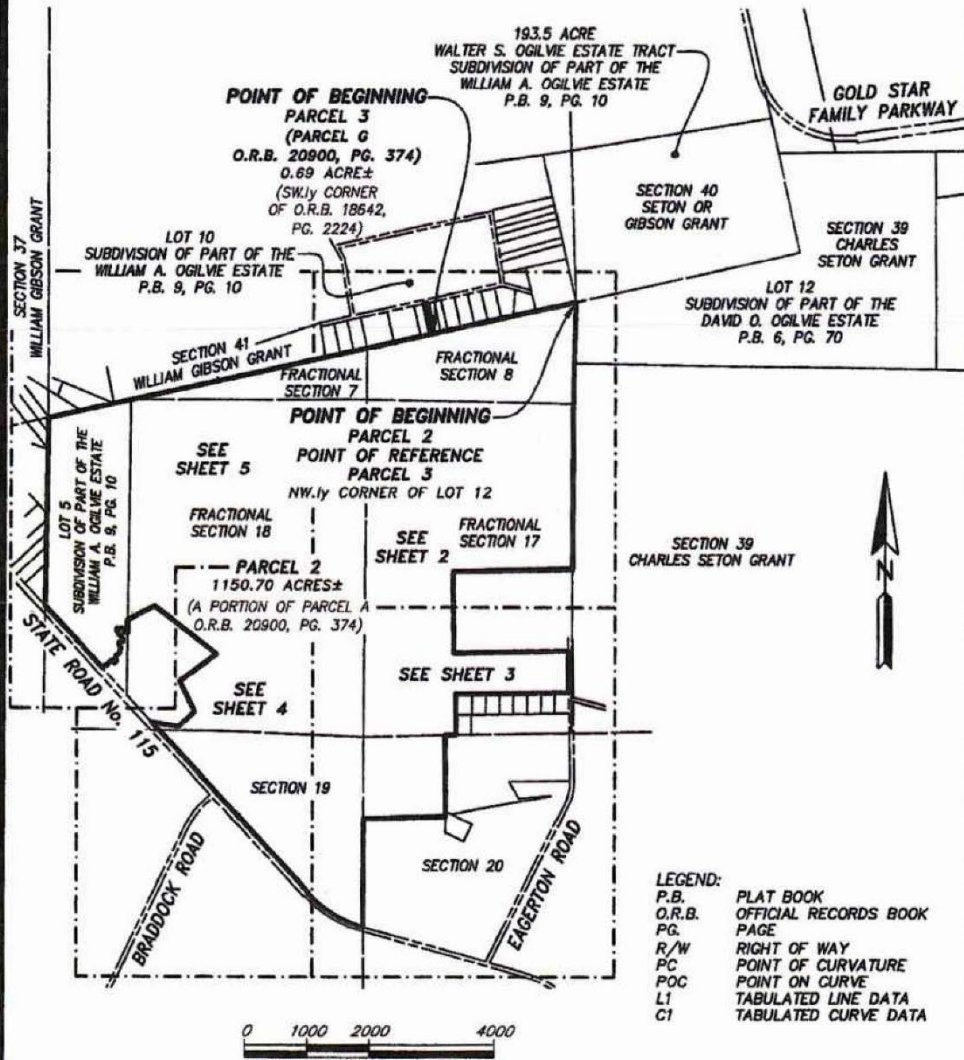 193.5 ACRE
WALTER S. OGILVIE ESTATE TRACT
SUBDIVISION OF PART OF THE
WILLIAM A. OGILVIE ESTATE
P.B. 9, PG. 10
GOLD STAR
FAMILY PARKWAY
POINT OF BEGINNING
PARCEL 3
(PARCEL G
O.R.B. 20900, PG. 374)
0.69 ACRE±
(SW.ly CORNER
OF O.R.B. 18642,
PG. 2224)
SECTION 40
SETON OR
GIBSON GRANT
SECTION 39
CHARLES
SETON GRANT
SECTION 37
WILLIAM GIBSON GRANT
LOT 10
SUBDIVISION OF PART OF THE
WILLIAM A. OGILVIE ESTATE
P.B. 9, PG. 10
LOT 12
SUBDIVISION OF PART OF THE
DAVID O. OGILVIE ESTATE
P.B. 6, PG. 70
SECTION 41
WILLIAM GIBSON GRANT
FRACTIONAL
SECTION 7
FRACTIONAL
SECTION 8
POINT OF BEGINNING
PARCEL 2
POINT OF REFERENCE
PARCEL 3
NW.ly CORNER OF LOT 12
LOT 5
SUBDIVISION OF PART OF THE
WILLIAM A. OGILVIE ESTATE
P.B. 9, PG. 10
SEE
SHEET 5
FRACTIONAL
SECTION 18
SEE
SHEET 2
FRACTIONAL
SECTION 17
SECTION 39
CHARLES SETON GRANT
N
PARCEL 2
1150.70 ACRES±
(A PORTION OF PARCEL A
O.R.B. 20900, PG. 374)
STATE ROAD No. 115
SEE
SHEET 4
SEE SHEET 3
SECTION 19
SECTION 20
BRADDOCK ROAD
EAGERTON ROAD
LEGEND:
P.B. PLAT BOOK
O.R.B. OFFICIAL RECORDS BOOK
PG. PAGE
R/W RIGHT OF WAY
PC POINT OF CURVATURE
POC POINT ON CURVE
L1 TABULATED LINE DATA
C1 TABULATED CURVE DATA
0 1000 2000 4000